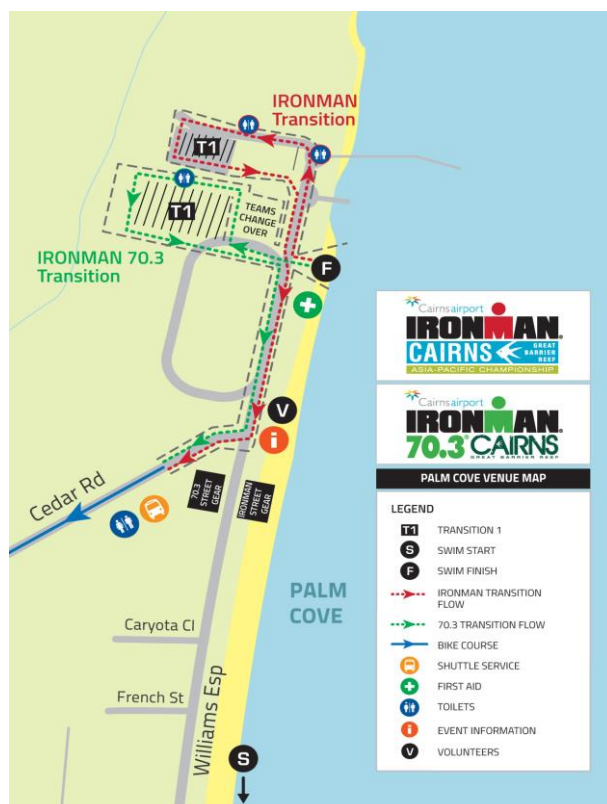 IRONMAN
Transition
T1
T1
TEAMS
CHANGE
OVER
IRONMAN 70.3
Transition
F
V
i
Cedar Rd
70.3
STREET
GEAR
IRONMAN
STREET
GEAR
PALM
COVE
Caryota Cl
French St
Williams Esp
S
Cairnsairport
IRONMAN®
CAIRNS
GREAT
BARRIER
REEF
ASIA-PACIFIC CHAMPIONSHIP
Cairnsairport
IRONMAN®
70.3® CAIRNS
GREAT BARRIER REEF
PALM COVE VENUE MAP
LEGEND
T1 TRANSITION 1
S SWIM START
F SWIM FINISH
IRONMAN TRANSITION
FLOW
70.3 TRANSITION FLOW
BIKE COURSE
SHUTTLE SERVICE
FIRST AID
TOILETS
i EVENT INFORMATION
V VOLUNTEERS